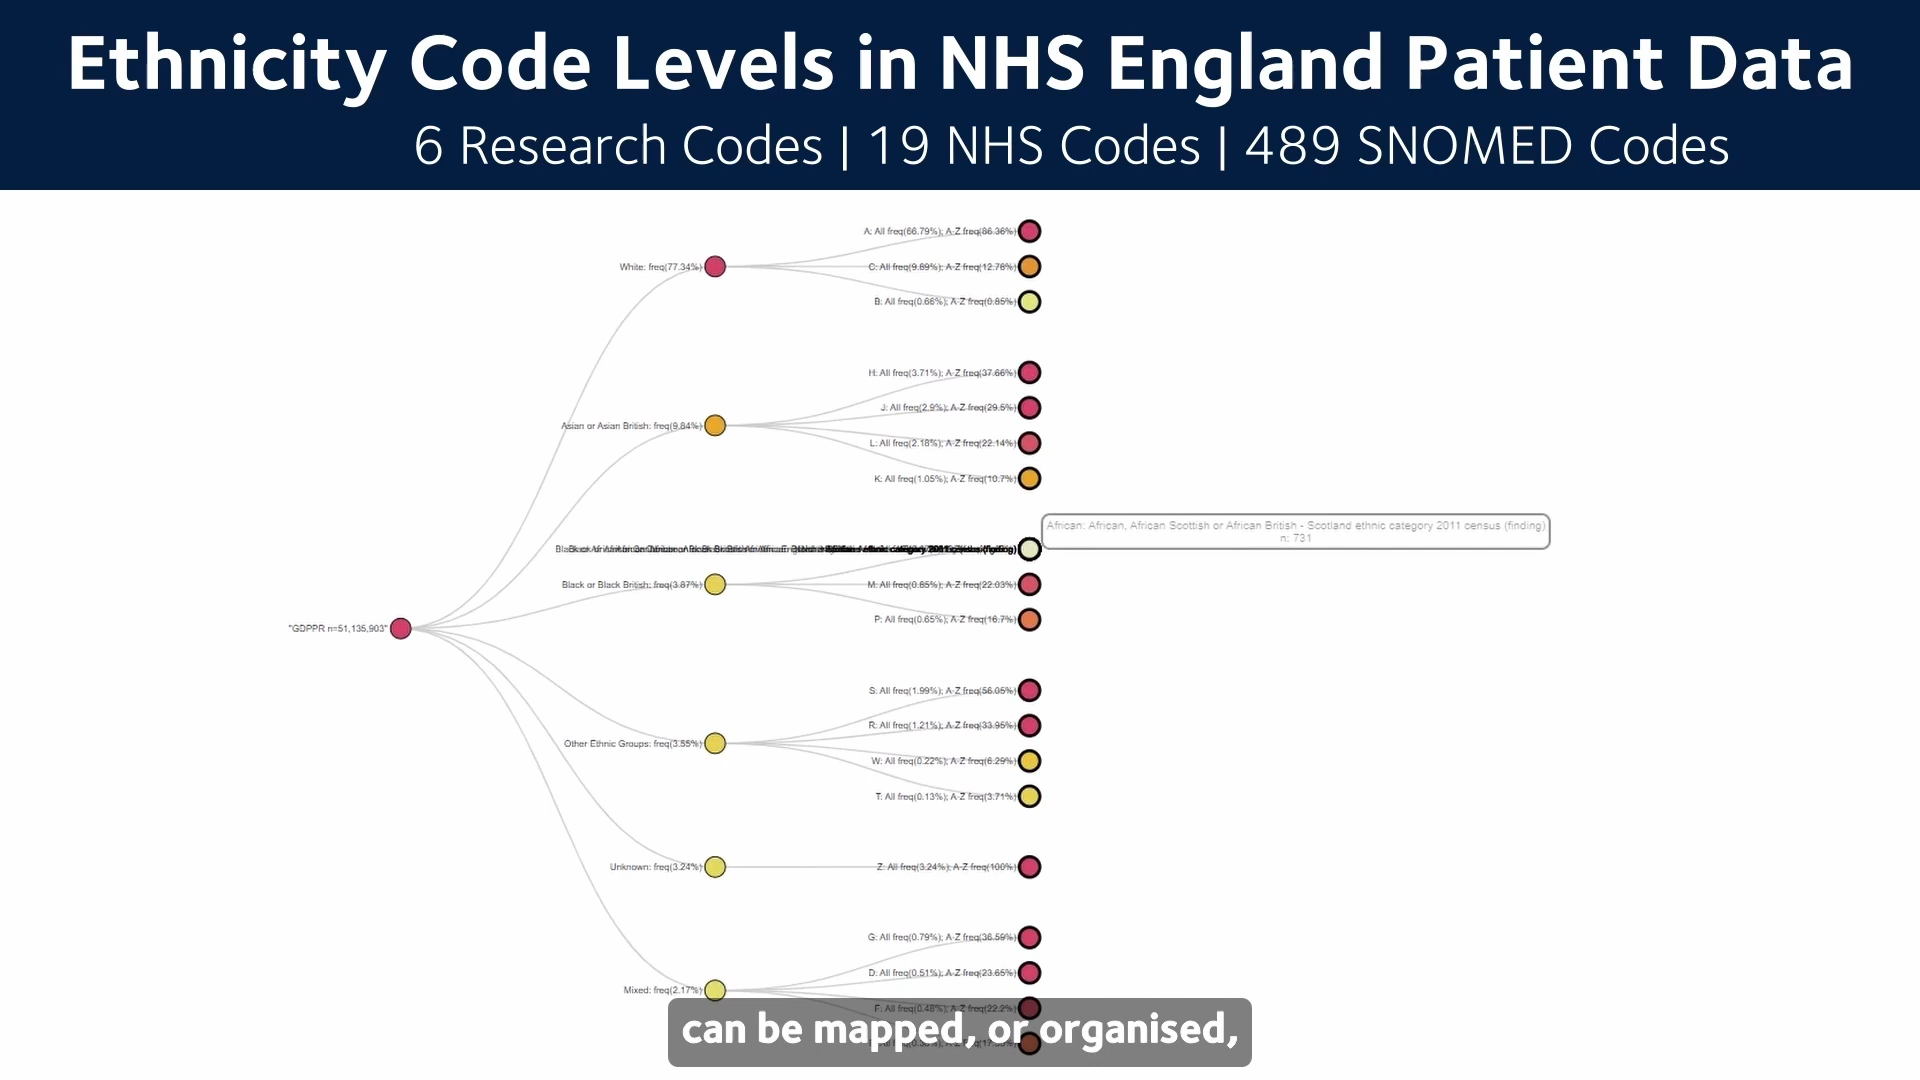 Ethnicity Code Levels in NHS England Patient Data
6 Research Codes | 19 NHS Codes | 489 SNOMED Codes
A: All freq(66.79%); A-Z freq(86.36%)
White: freq(77.34%)
C: All freq(9.89%); A-Z freq(12.78%)
B: All freq(0.66%); A-Z freq(0.85%)
H: All freq(3.71%); A-Z freq(37.66%)
J: All freq(2.9%); A-Z freq(29.5%)
Asian or Asian British: freq(9.84%)
L: All freq(2.18%); A-Z freq(22.14%)
K: All freq(1.05%); A-Z freq(10.7%)
African: African, African Scottish or African British - Scotland ethnic category 2011 census (finding)
n: 731
Black or Black British: freq(3.87%)
M: All freq(0.85%); A-Z freq(22.03%)
P: All freq(0.65%); A-Z freq(16.7%)
"GDPPR n=51,135,903"
S: All freq(1.99%); A-Z freq(56.05%)
R: All freq(1.21%); A-Z freq(33.95%)
Other Ethnic Groups: freq(3.55%)
W: All freq(0.22%); A-Z freq(6.29%)
T: All freq(0.13%); A-Z freq(3.71%)
Unknown: freq(3.24%)
Z: All freq(3.24%); A-Z freq(100%)
G: All freq(0.79%); A-Z freq(36.59%)
D: All freq(0.51%); A-Z freq(23.65%)
Mixed: freq(2.17%)
F: All freq(0.48%); A-Z freq(22.2%)
can be mapped, or organised,